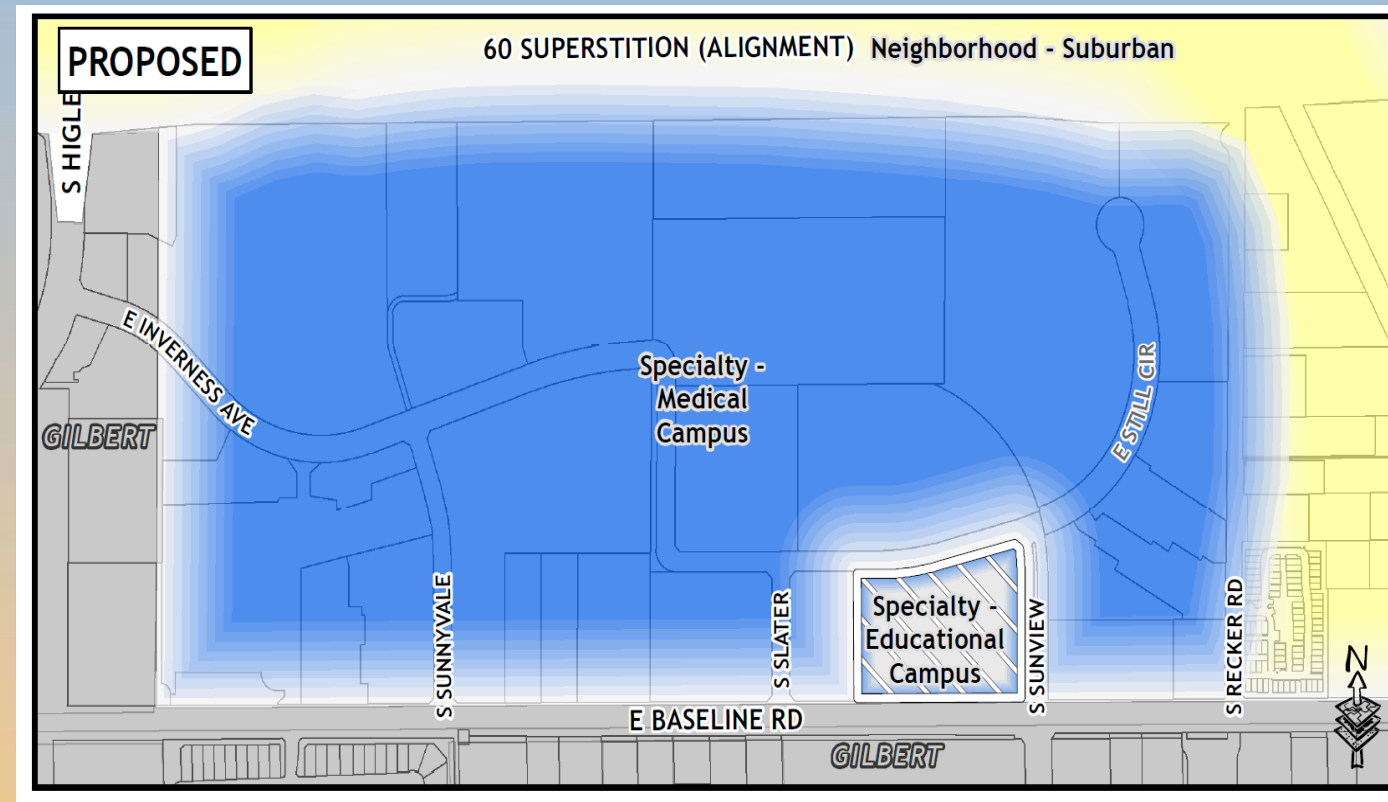 PROPOSED
60 SUPERSTITION (ALIGNMENT) Neighborhood - Suburban
S HIGLE
E INVERNESS AVE
GILBERT
Specialty -
Medical
Campus
E STILL CIR
S SUNNYVALE
S SLATER
Specialty -
Educational
Campus
S SUNVIEW
S RECKER RD
N
E BASELINE RD
GILBERT